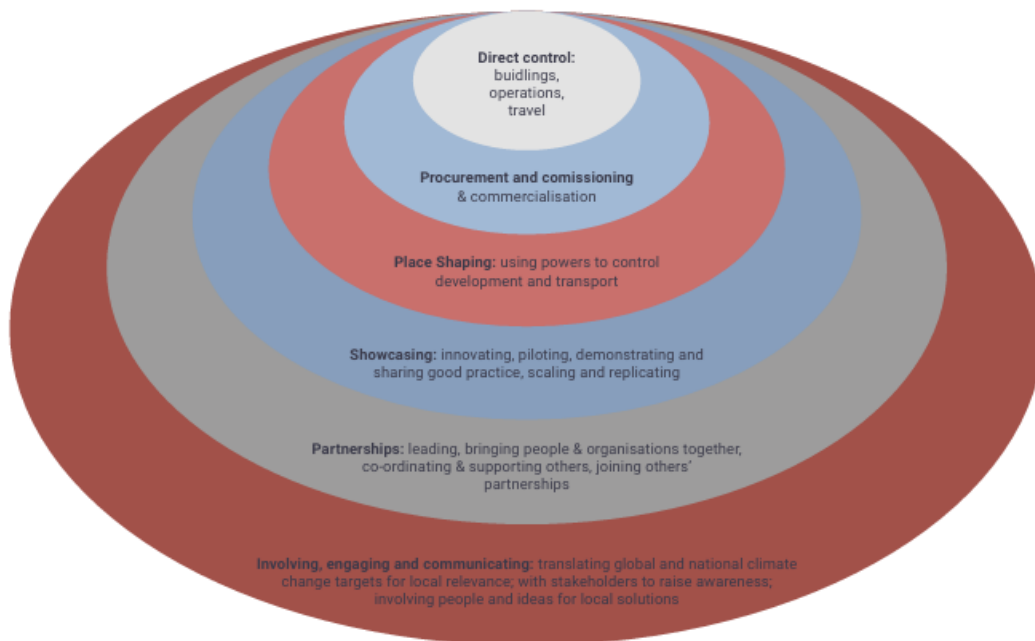 Direct control:
buidlings,
operations,
travel
Procurement and comissioning
& commercialisation
Place Shaping: using powers to control
development and transport
Showcasing: innovating, piloting, demonstrating and
sharing good practice, scaling and replicating
Partnerships: leading, bringing people & organisations together,
co-ordinating & supporting others, joining others’
partnerships
Involving, engaging and communicating: translating global and national climate
change targets for local relevance; with stakeholders to raise awareness;
involving people and ideas for local solutions